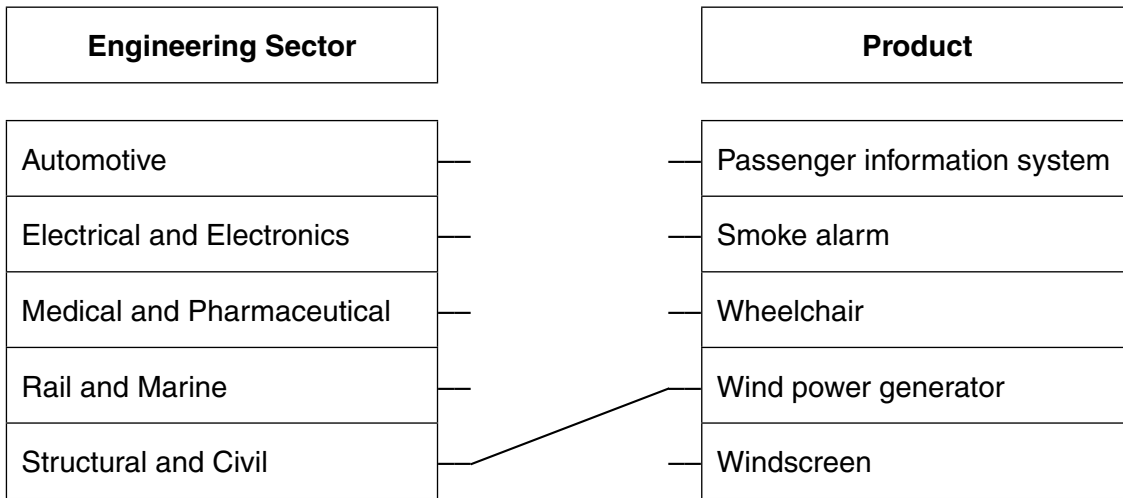 Engineering Sector
Product
Automotive
Passenger information system
Electrical and Electronics
Smoke alarm
Medical and Pharmaceutical
Wheelchair
Rail and Marine
Wind power generator
Structural and Civil
Windscreen